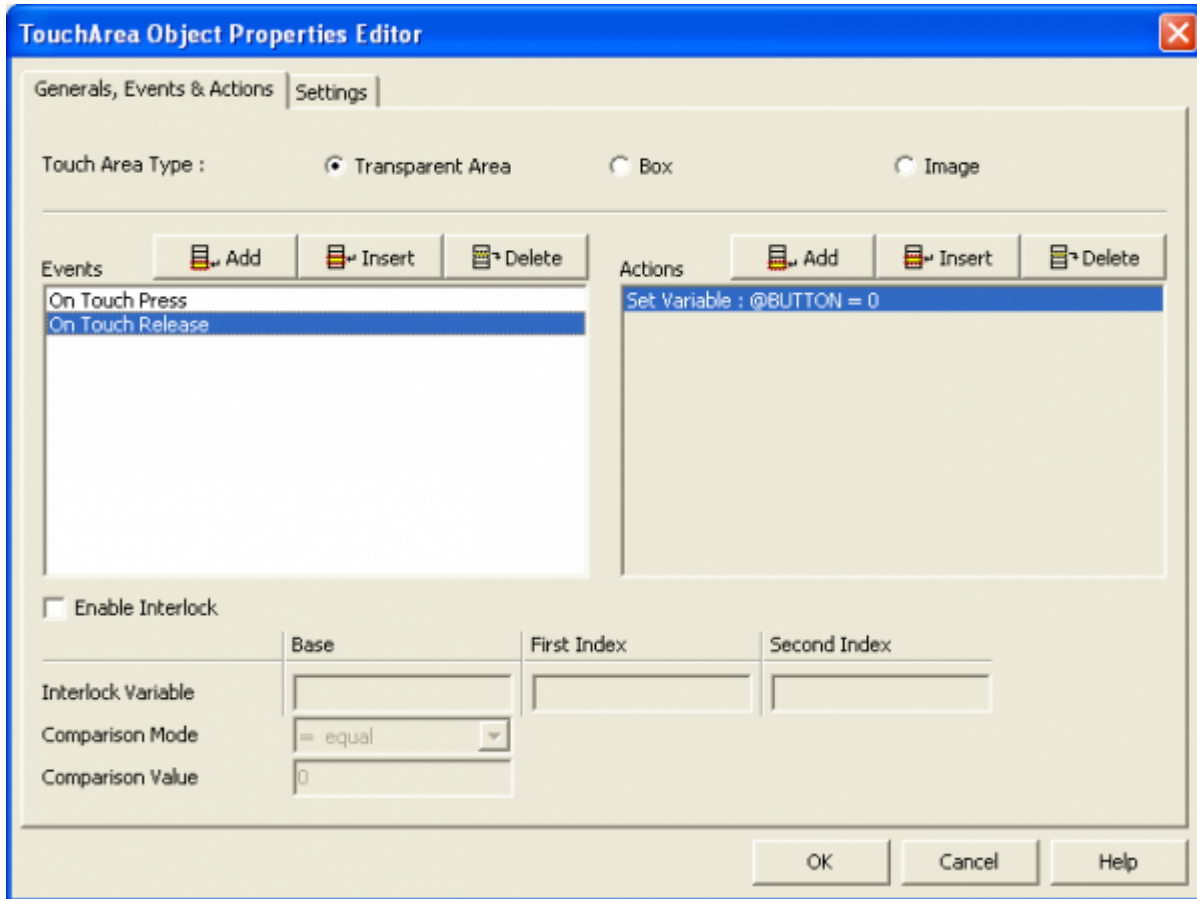 TouchArea Object Properties Editor
Generals, Events & Actions
Settings
Touch Area Type :
Transparent Area
Box
Image
Events
Add
Insert
Delete
Actions
Add
Insert
Delete
On Touch Press
On Touch Release
Set Variable : @BUTTON = 0
Enable Interlock
Base
First Index
Second Index
Interlock Variable
Comparison Mode
= equal
Comparison Value
0
OK
Cancel
Help